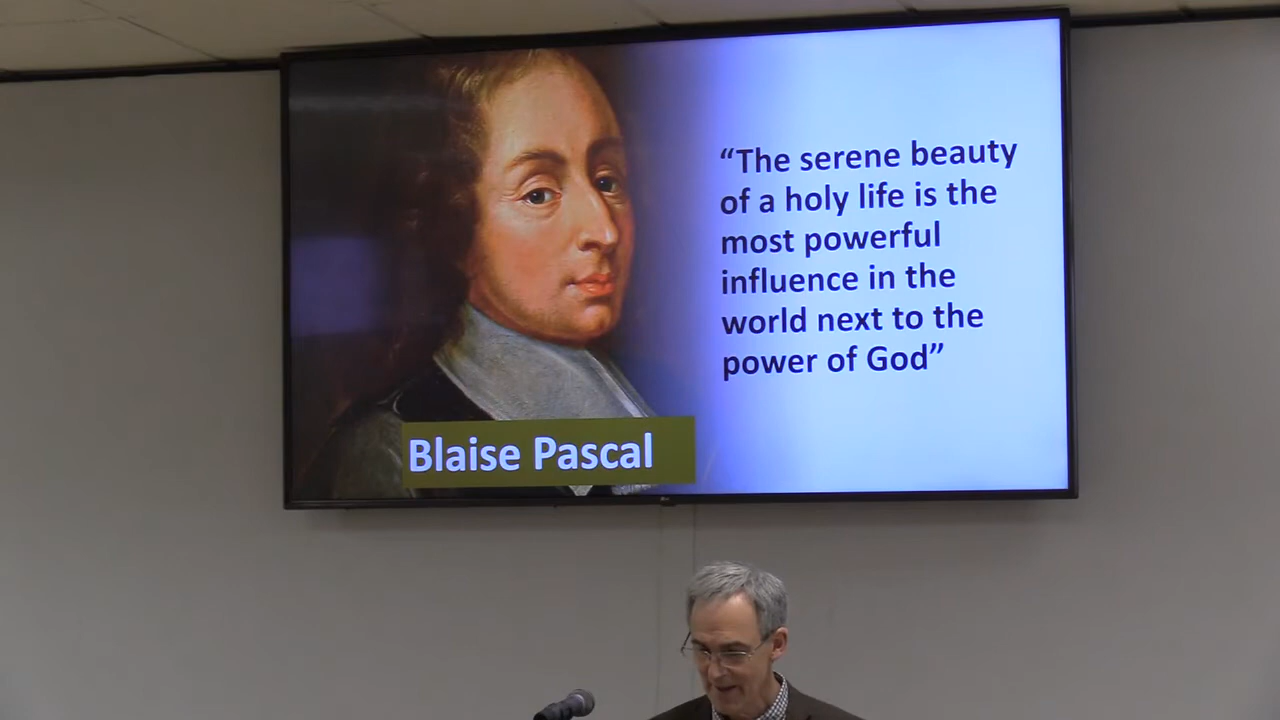 “The serene beauty
of a holy life is the
most powerful
influence in the
world next to the
power of God”
Blaise Pascal